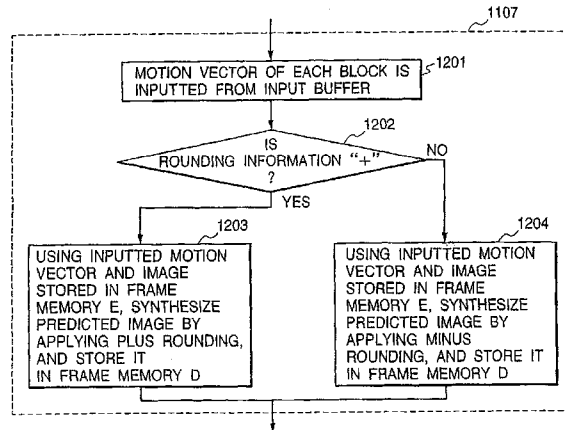 1107
MOTION VECTOR OF EACH BLOCK IS
INPUTTED FROM INPUT BUFFER
1201
1202
IS
ROUNDING INFORMATION "+"
?
NO
YES
1203
USING INPUTTED MOTION
VECTOR AND IMAGE
STORED IN FRAME
MEMORY E, SYNTHESIZE
PREDICTED IMAGE BY
APPLYING PLUS ROUNDING,
AND STORE IT
IN FRAME MEMORY D
1204
USING INPUTTED MOTION
VECTOR AND IMAGE
STORED IN FRAME
MEMORY E, SYNTHESIZE
PREDICTED IMAGE BY
APPLYING MINUS
ROUNDING, AND STORE IT
IN FRAME MEMORY D